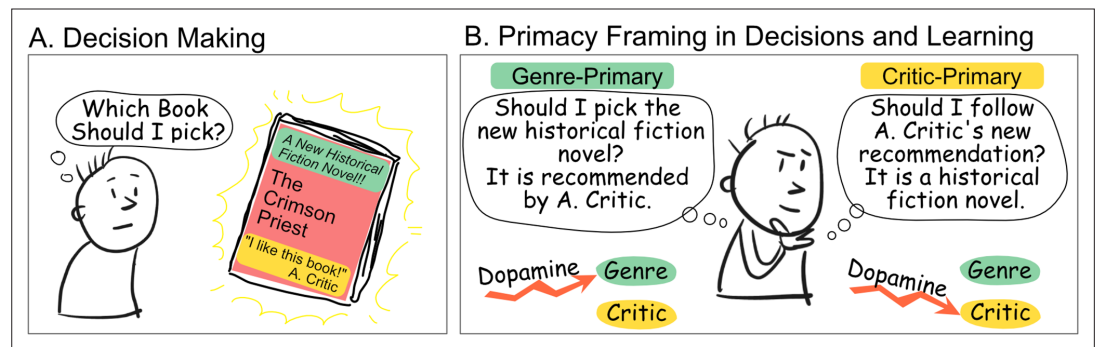 A. Decision Making
Which Book
Should I pick?
A New Historical
Fiction Novel!!
The
Crimson
Priest
"I like this book!"
A. Critic
B. Primacy Framing in Decisions and Learning
Genre-Primary
Should I pick the
new historical fiction
novel?
It is recommended
by A. Critic.
Dopamine
Genre
Critic
Critic-Primary
Should I follow
A. Critic's new
recommendation?
It is a historical
fiction novel.
Dopamine
Genre
Critic